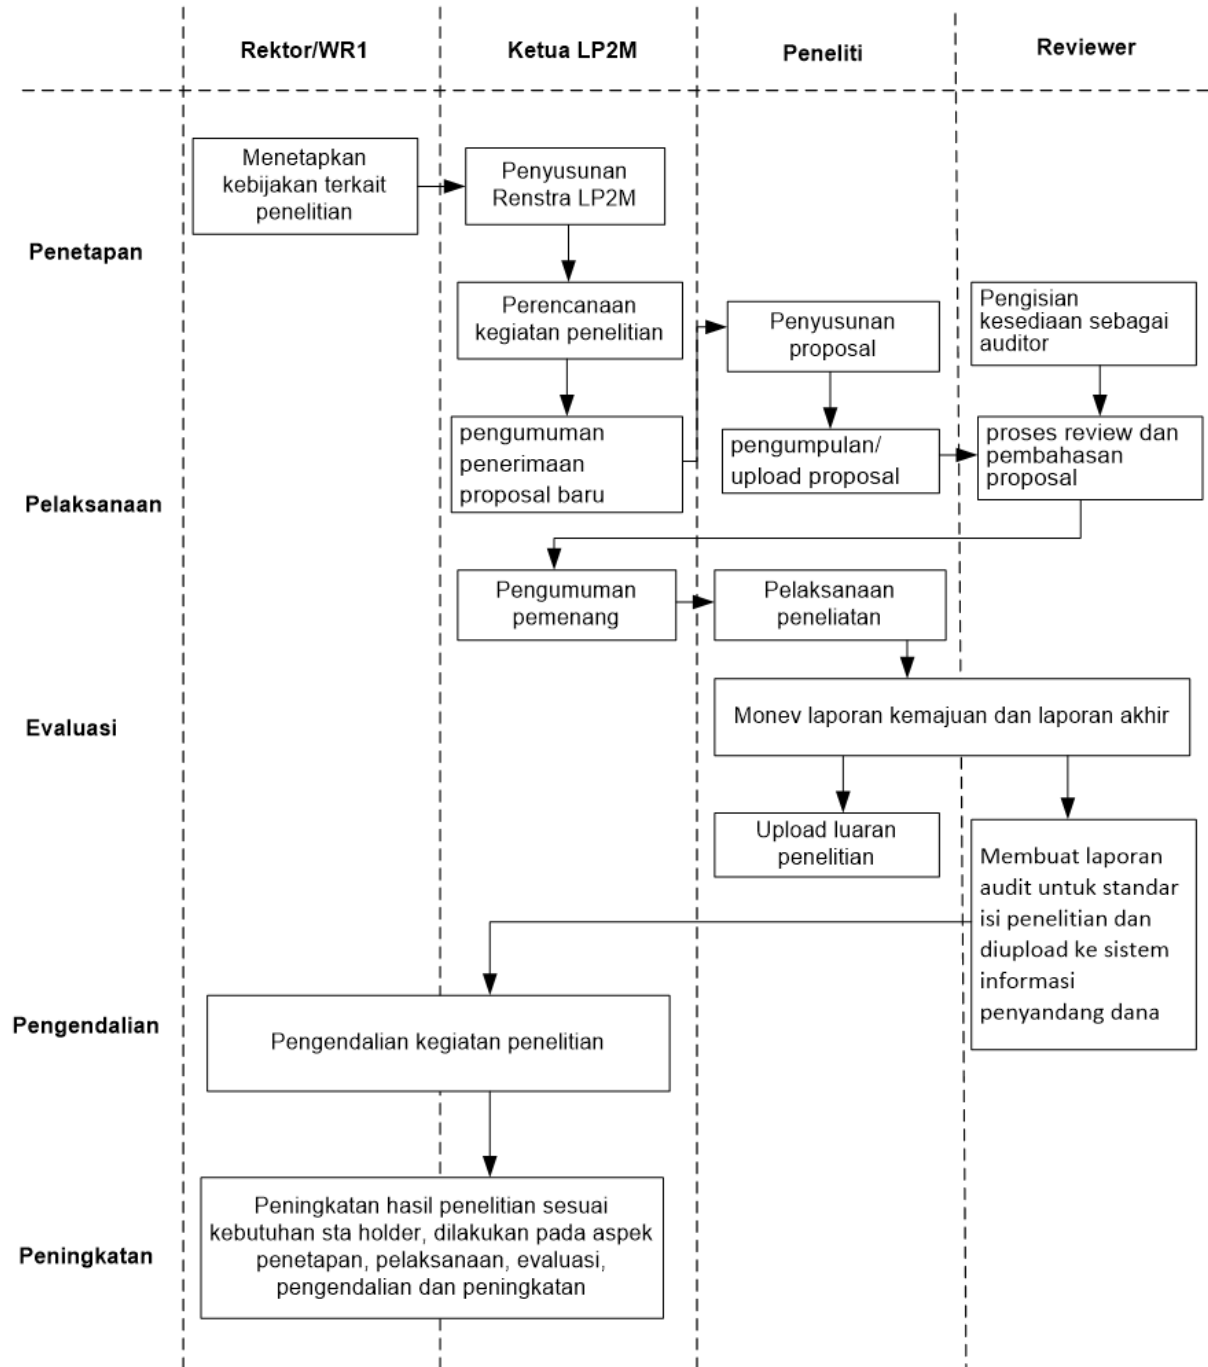 Rektor/WR1
Ketua LP2M
Peneliti
Reviewer
Menetapkan
kebijakan terkait
penelitian
Penyusunan
Renstra LP2M
Penetapan
Perencanaan
kegiatan penelitian
Penyusunan
proposal
Pengisian
kesediaan sebagai
auditor
pengumuman
penerimaan
proposal baru
pengumpulan/
upload proposal
proses review dan
pembahasan
proposal
Pelaksanaan
Pengumuman
pemenang
Pelaksanaan
peneliatan
Monev laporan kemajuan dan laporan akhir
Evaluasi
Upload luaran
penelitian
Membuat laporan
audit untuk standar
isi penelitian dan
diupload ke sistem
informasi
penyandang dana
Pengendalian
Pengendalian kegiatan penelitian
Peningkatan hasil penelitian sesuai
kebutuhan sta holder, dilakukan pada aspek
penetapan, pelaksanaan, evaluasi,
pengendalian dan peningkatan
Peningkatan